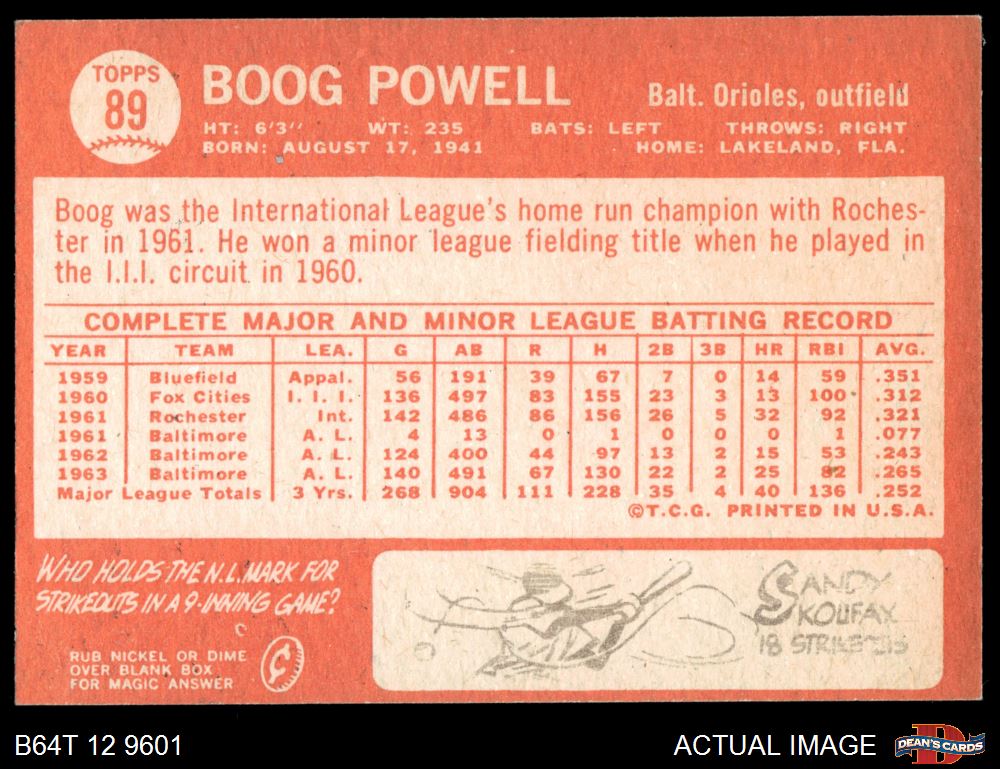 TOPPS
89
BOOG POWELL
Balt. Orioles, outfield
HT: 6'3'' WT: 235 BATS: LEFT THROWS: RIGHT
BORN: AUGUST 17, 1941 HOME: LAKELAND, FLA.
Boog was the International League's home run champion with Roches-
ter in 1961. He won a minor league fielding title when he played in
the I.I.I. circuit in 1960.
COMPLETE MAJOR AND MINOR LEAGUE BATTING RECORD
YEAR TEAM LEA. G AB R H 2B 3B HR RBI AVG.
1959 Bluefield Appal. 56 191 39 67 7 0 14 59 .351
1960 Fox Cities I. I. I. 136 497 83 155 23 3 13 100 .312
1961 Rochester Int. 142 486 86 156 26 5 32 92 .321
1961 Baltimore A. L. 4 13 0 1 0 0 0 1 .077
1962 Baltimore A. L. 124 400 44 97 13 2 15 53 .243
1963 Baltimore A. L. 140 491 67 130 22 2 25 82 .265
Major League Totals 3 Yrs. 268 904 111 228 35 4 40 136 .252
©T.C.G. PRINTED IN U.S.A.
WHO HOLDS THE N.L. MARK FOR
STRIKEOUTS IN A 9-INNING GAME?
RUB NICKEL OR DIME
OVER BLANK BOX
FOR MAGIC ANSWER
¢
SANDY
KOUFAX
18 STRIKEOUTS
B64T 12 9601
ACTUAL IMAGE
D
DEAN'S CARDS